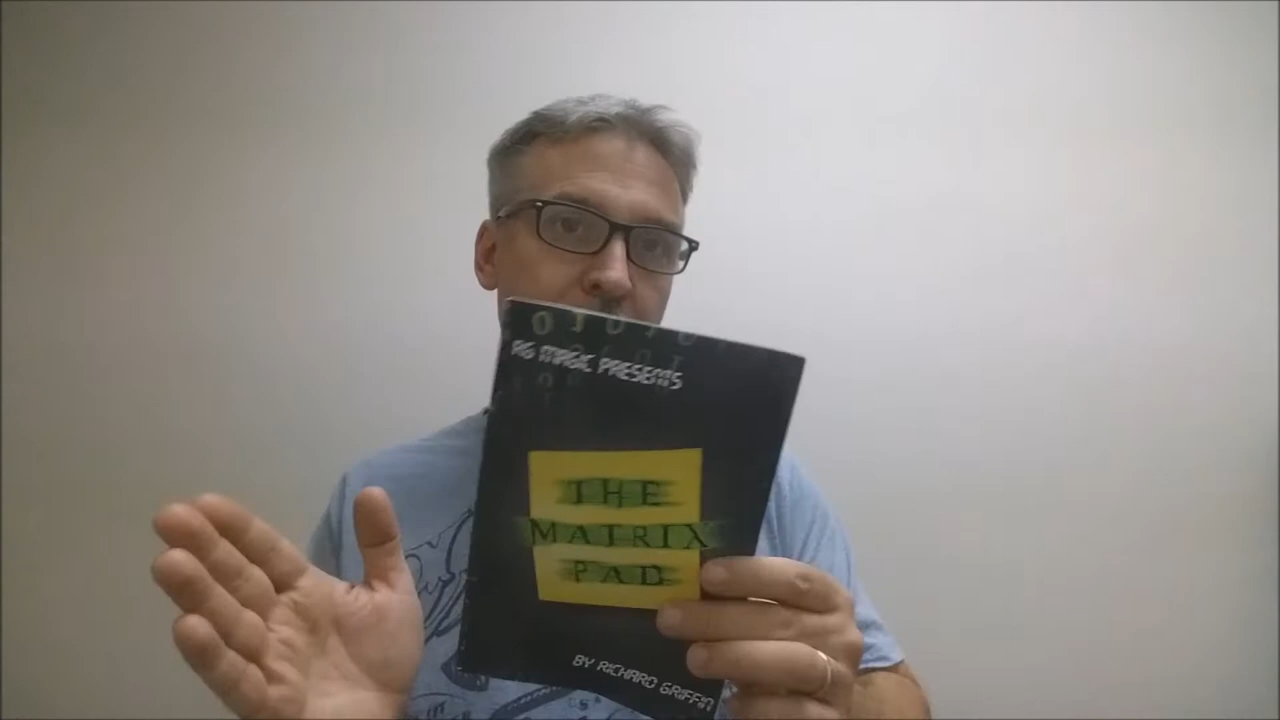 RG MAGIC PRESENTS
THE
MATRIX
PAD
BY RICHARD GRIFFIN